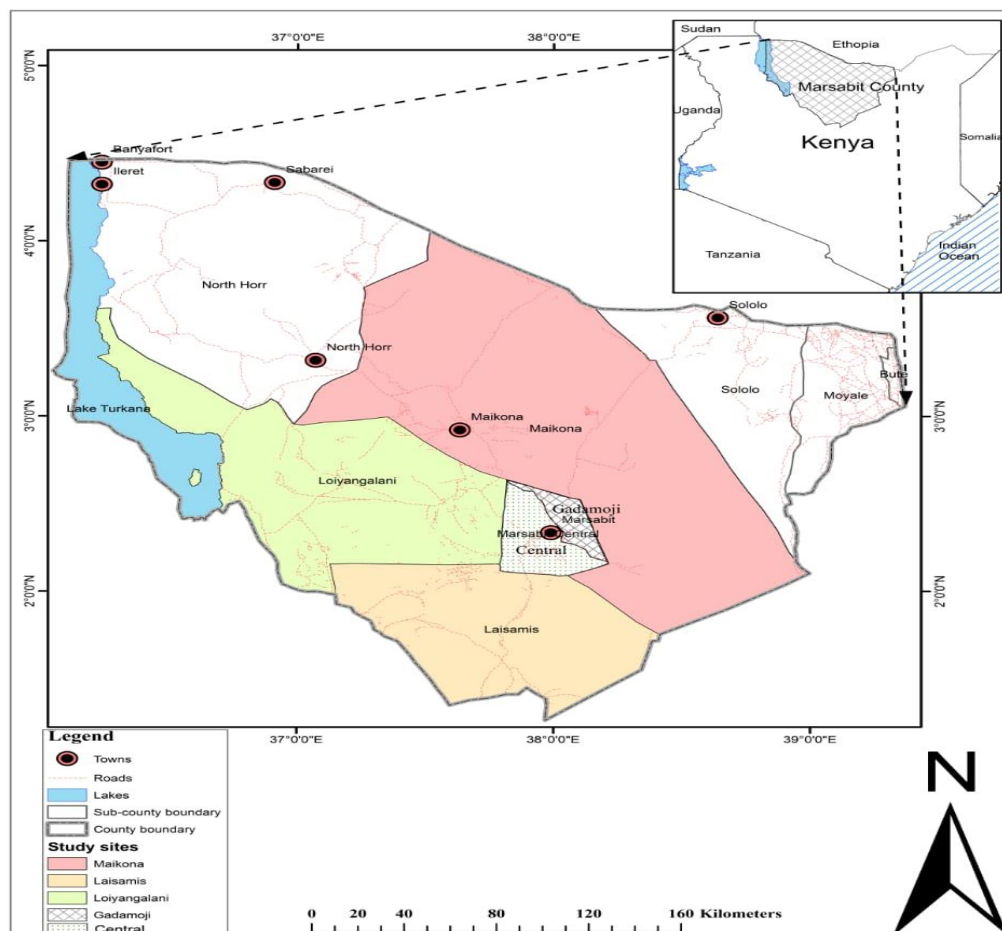 Sudan
Ethiopia
Marsabit County
Uganda
Kenya
Somalia
Tanzania
Indian
Ocean
37°0'0"E
38°0'0"E
5°0'0"N
4°0'0"N
3°0'0"N
2°0'0"N
3°0'0"N
2°0'0"N
Banyafort
Ileret
Sabarei
North Horr
North Horr
Sololo
Sololo
Moyale
Bute
Lake Turkana
Maikona
Maikona
Loiyangalani
Gadamoji
Marsabit
Marsabit Central
Central
Laisamis
37°0'0"E
38°0'0"E
39°0'0"E
Legend
Towns
Roads
Lakes
Sub-county boundary
County boundary
Study sites
Maikona
Laisamis
Loiyangalani
Gadamoji
Central
0 20 40 80 120 160 Kilometers
N